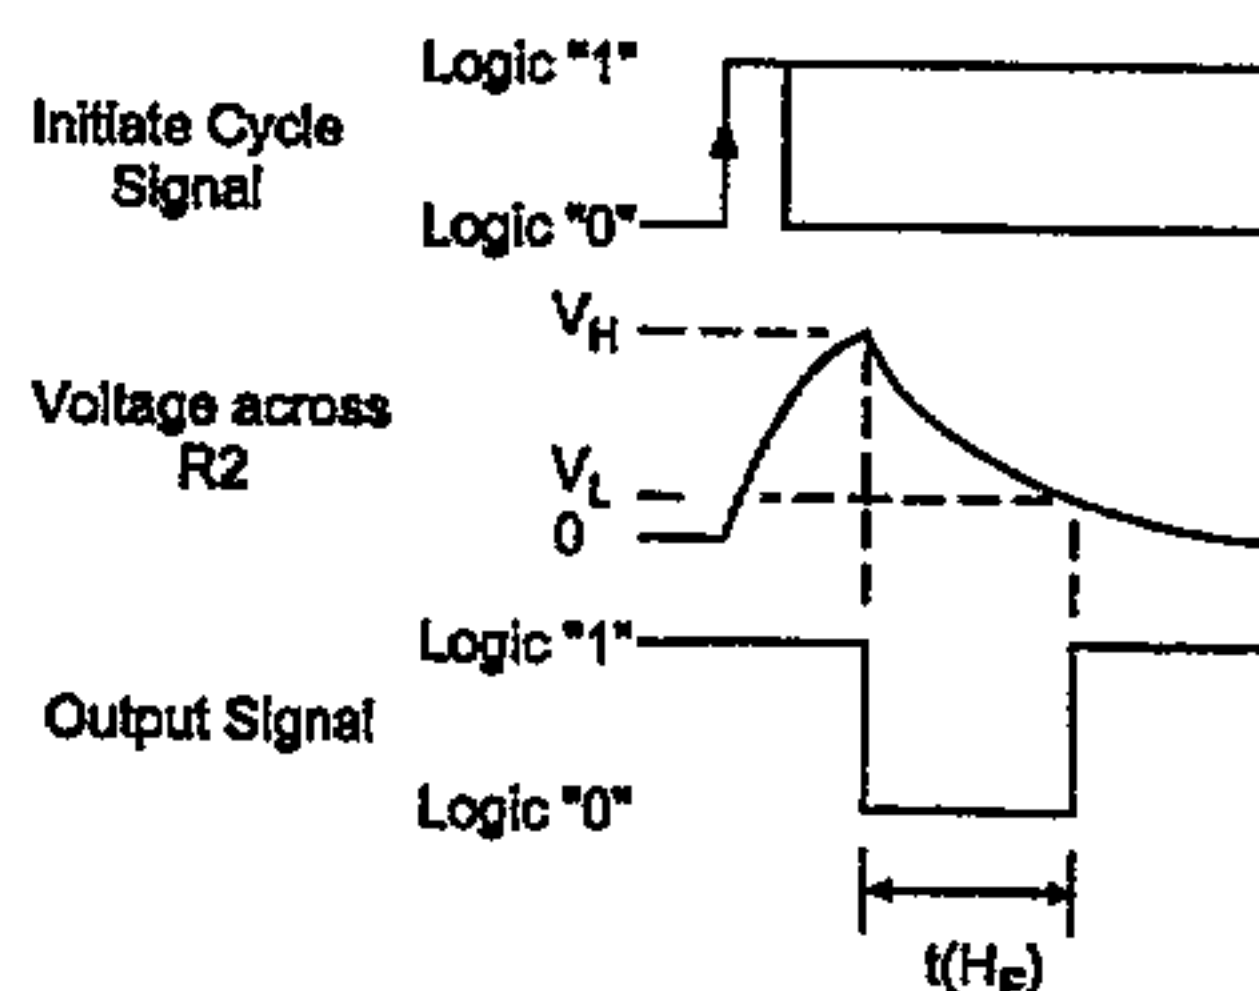 Logic "1"
Initiate Cycle
Signal
Logic "0"
VH
Voltage across
R2
VL
0
Logic "1"
Output Signal
Logic "0"
t(HE)